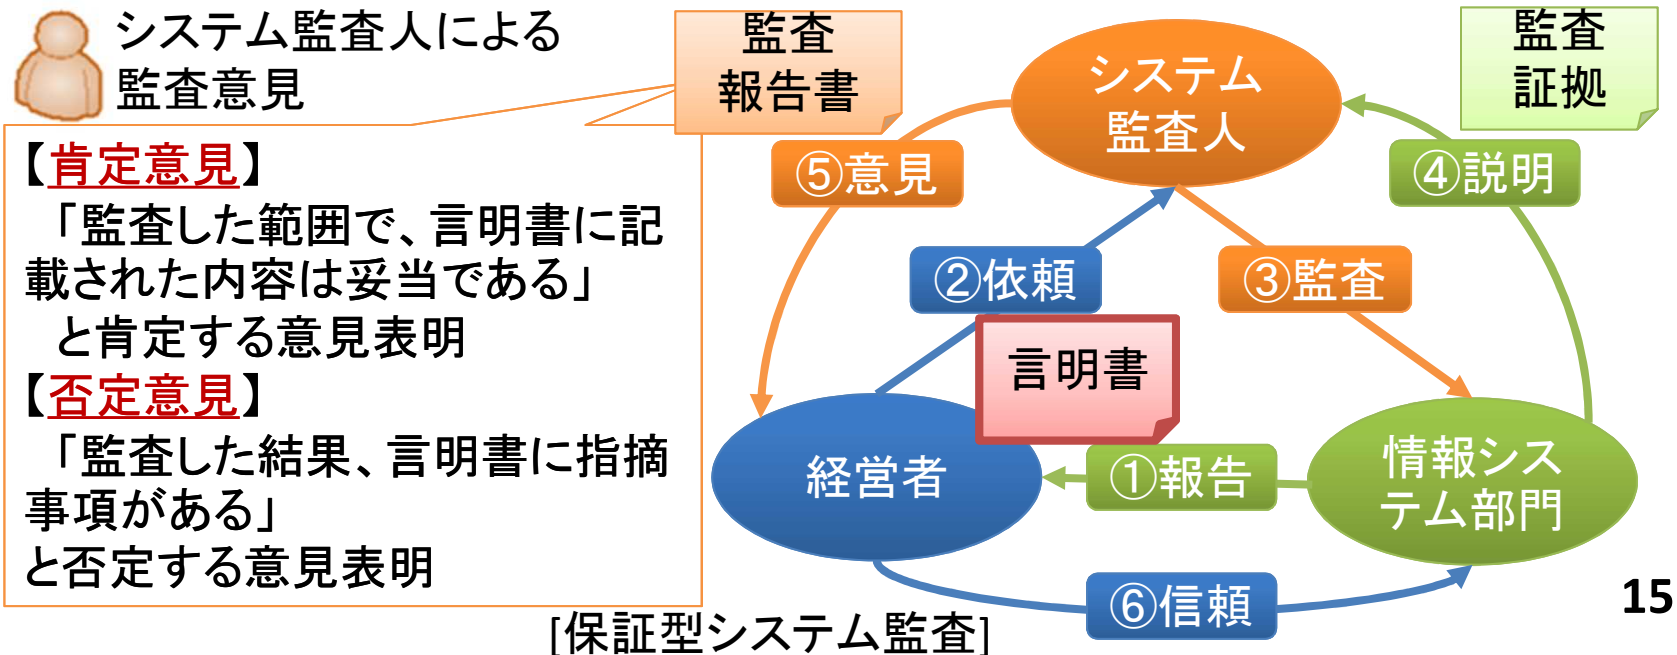 システム監査人による
監査意見
【肯定意見】
「監査した範囲で、言明書に記
載された内容は妥当である」
と肯定する意見表明
【否定意見】
「監査した結果、言明書に指摘
事項がある」
と否定する意見表明
監査
報告書
システム
監査人
監査
証拠
⑤意見
④説明
②依頼
③監査
言明書
経営者
①報告
情報シス
テム部門
⑥信頼
[保証型システム監査]
15